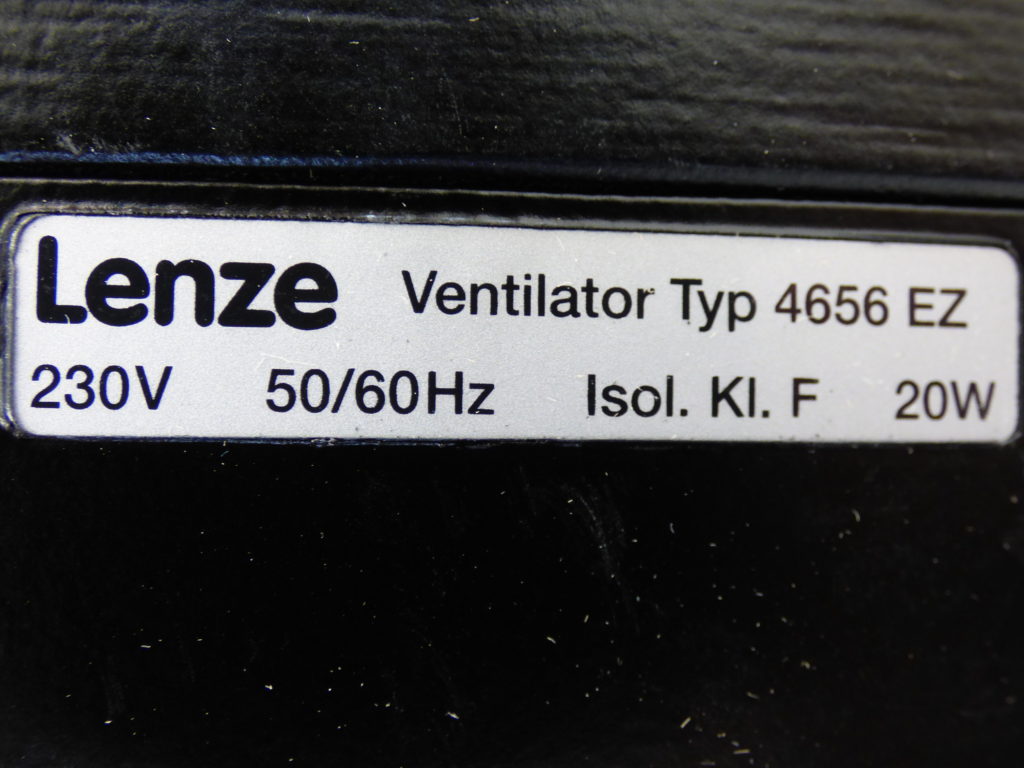 Lenze Ventilator Typ 4656 EZ
230V 50/60Hz Isol. Kl. F 20W